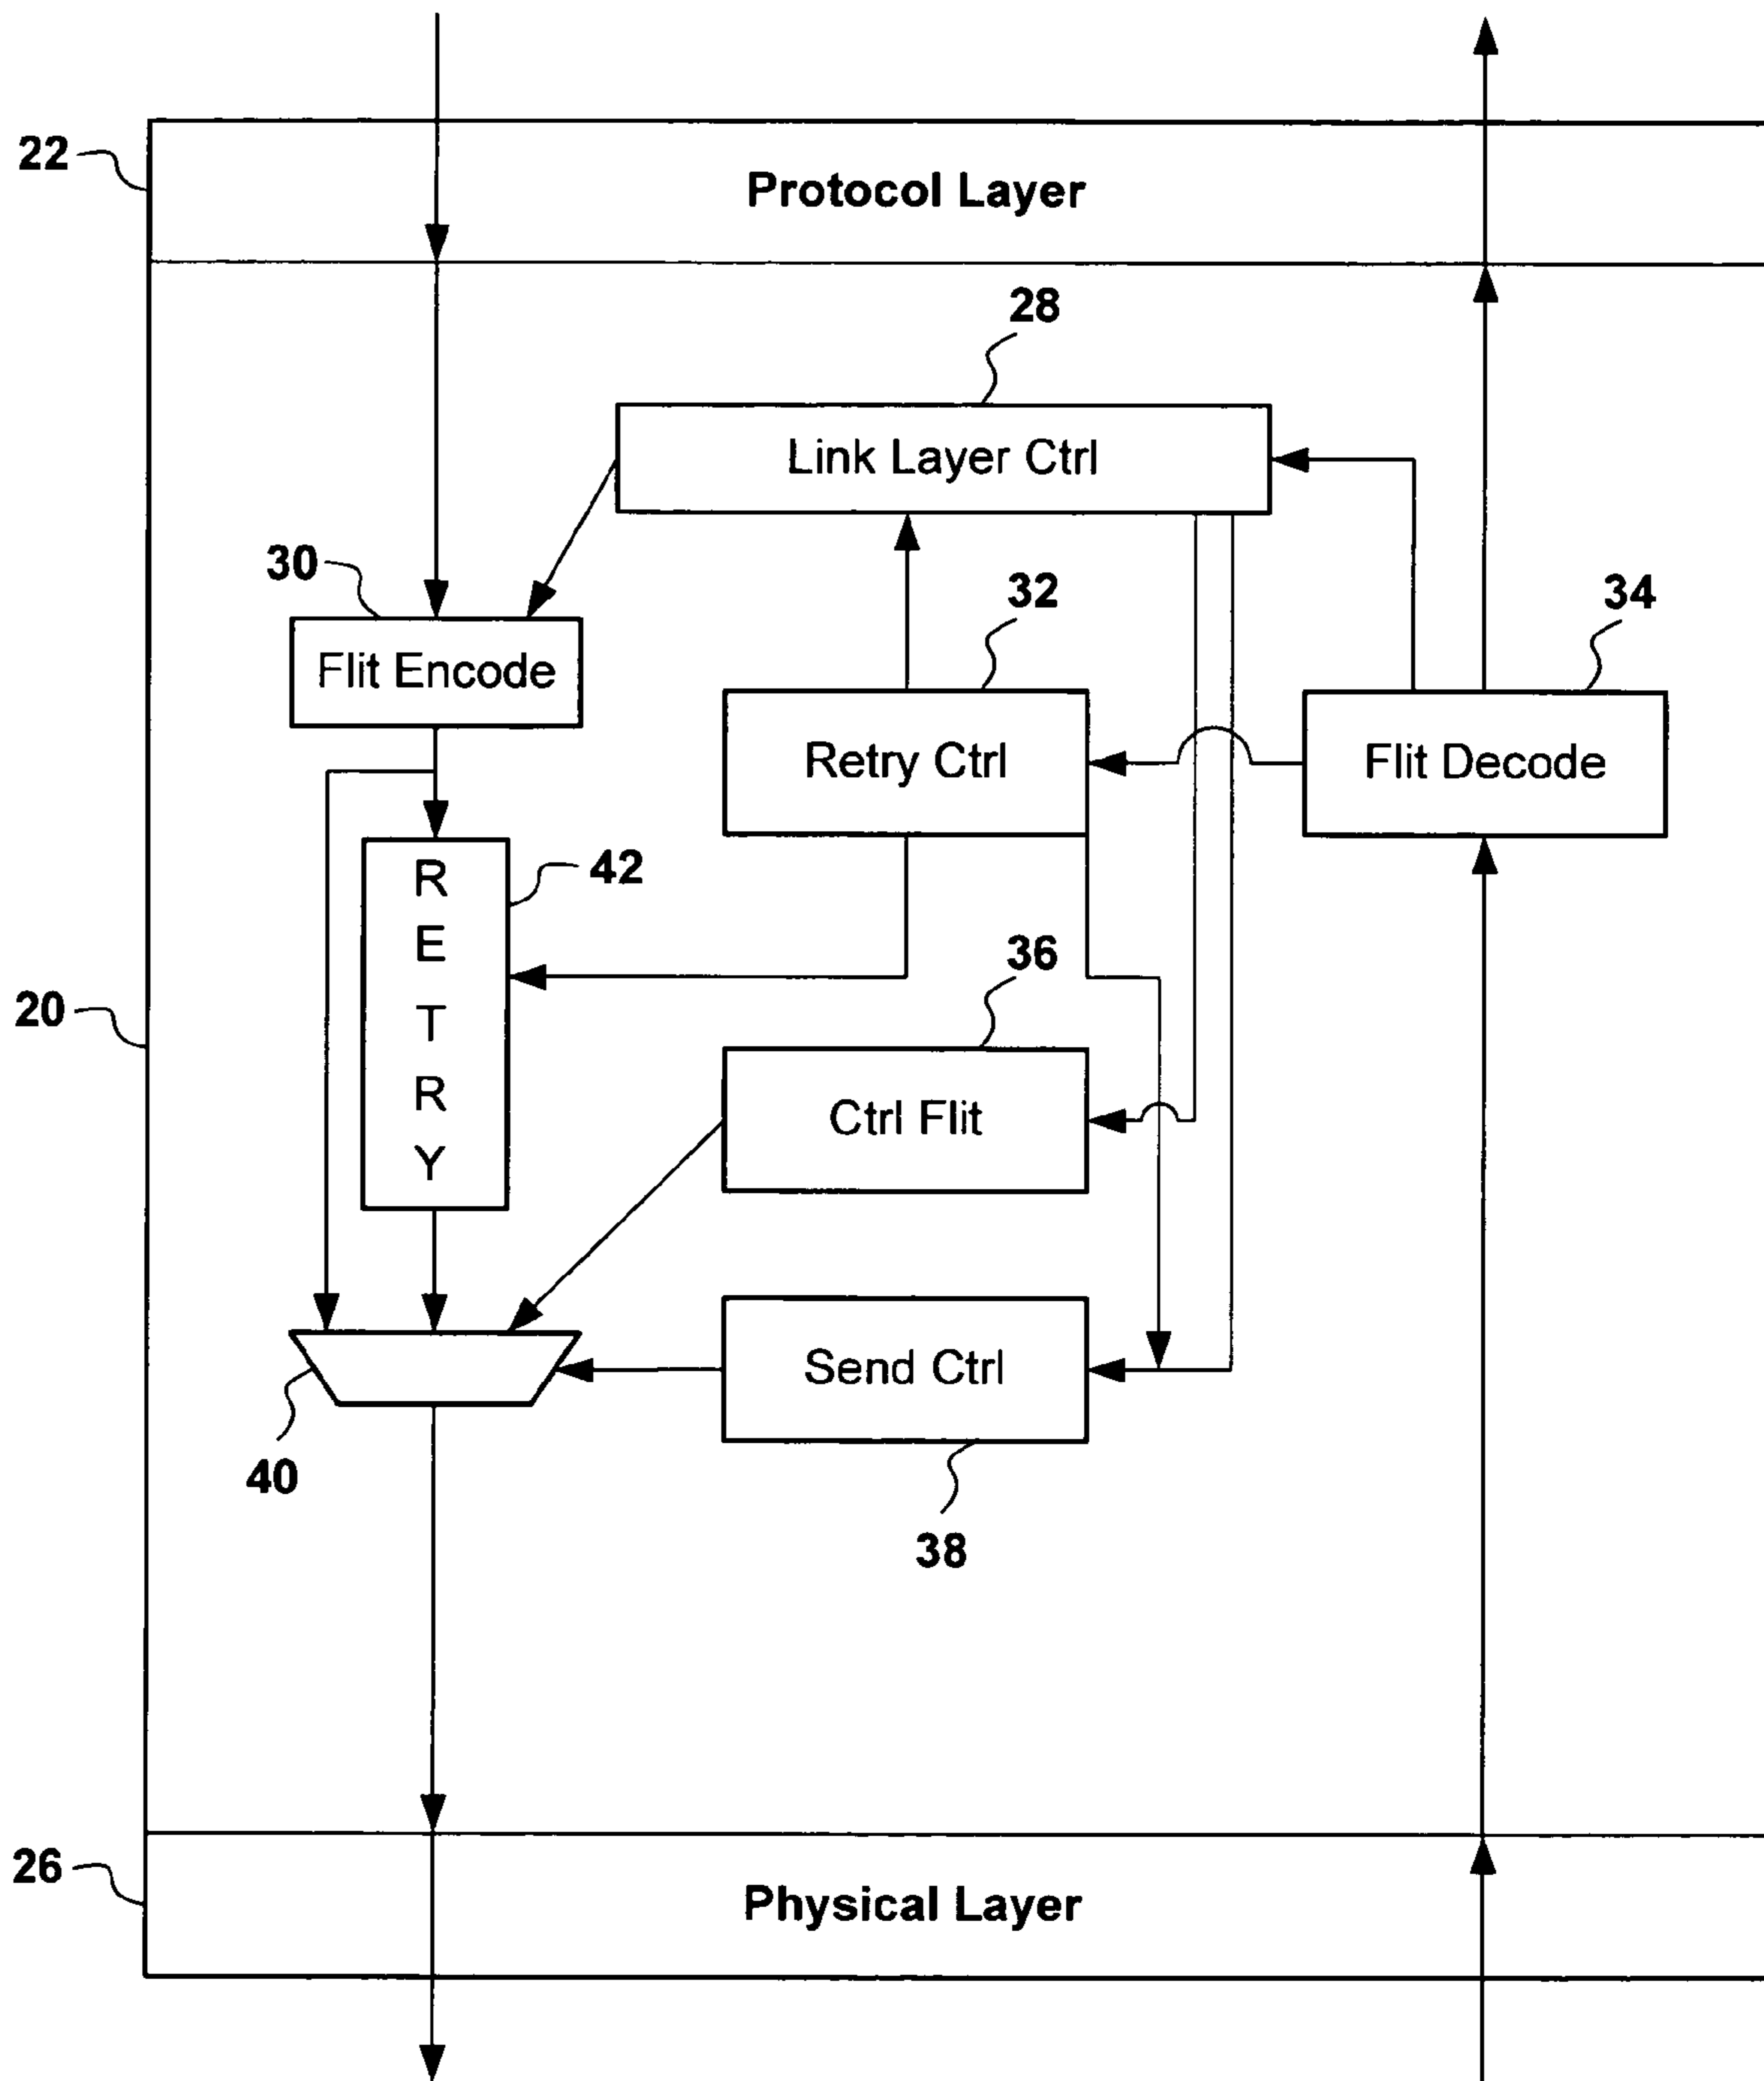 22
Protocol Layer
28
Link Layer Ctrl
30
32
34
Flit Encode
Retry Ctrl
Flit Decode
R
E
T
R
Y
42
36
20
Ctrl Flit
Send Ctrl
40
38
26
Physical Layer